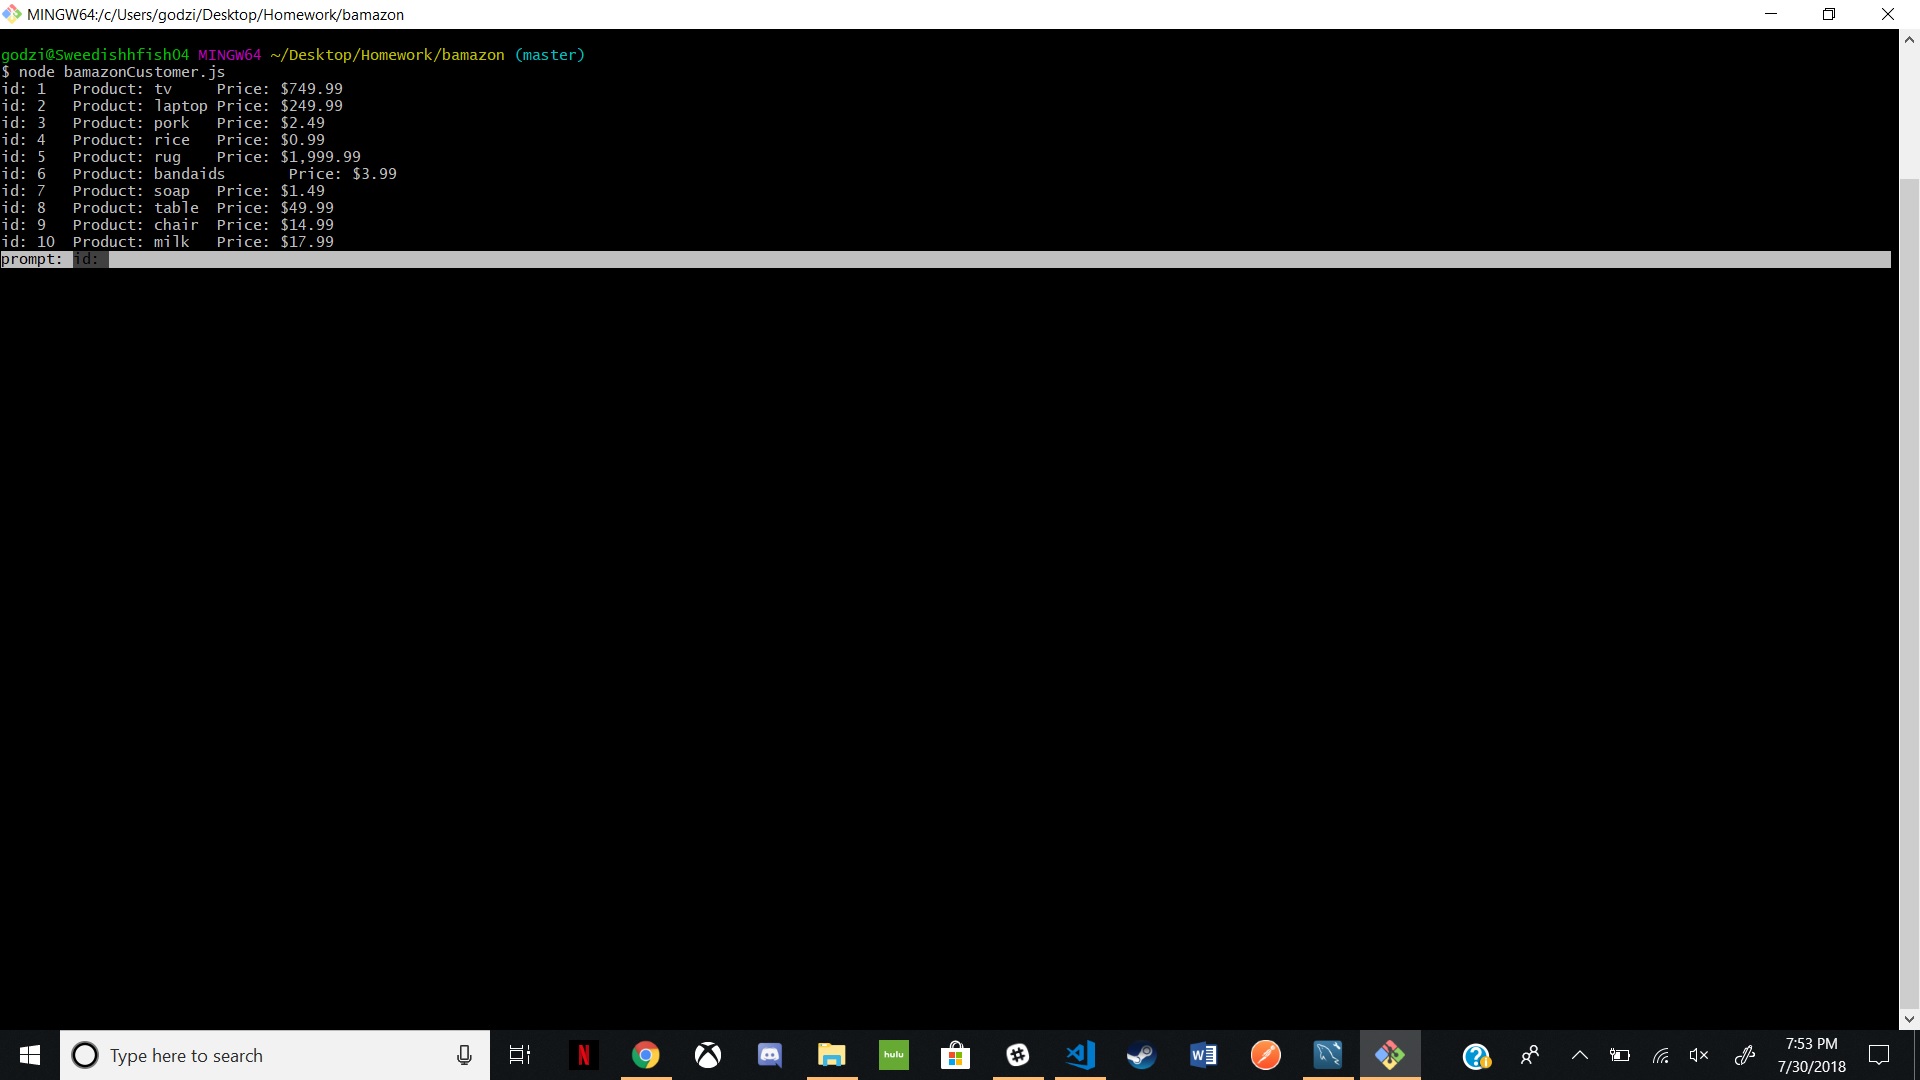 MINGW64:/c/Users/godzi/Desktop/Homework/bamazon
godzi@Sweedishhfish04 MINGW64 ~/Desktop/Homework/bamazon (master)
$ node bamazonCustomer.js
id: 1   Product: tv     Price: $749.99
id: 2   Product: laptop Price: $249.99
id: 3   Product: pork   Price: $2.49
id: 4   Product: rice   Price: $0.99
id: 5   Product: rug    Price: $1,999.99
id: 6   Product: bandaids       Price: $3.99
id: 7   Product: soap   Price: $1.49
id: 8   Product: table  Price: $49.99
id: 9   Product: chair  Price: $14.99
id: 10  Product: milk   Price: $17.99
prompt: id:
Type here to search
N
hulu
W
7:53 PM
7/30/2018